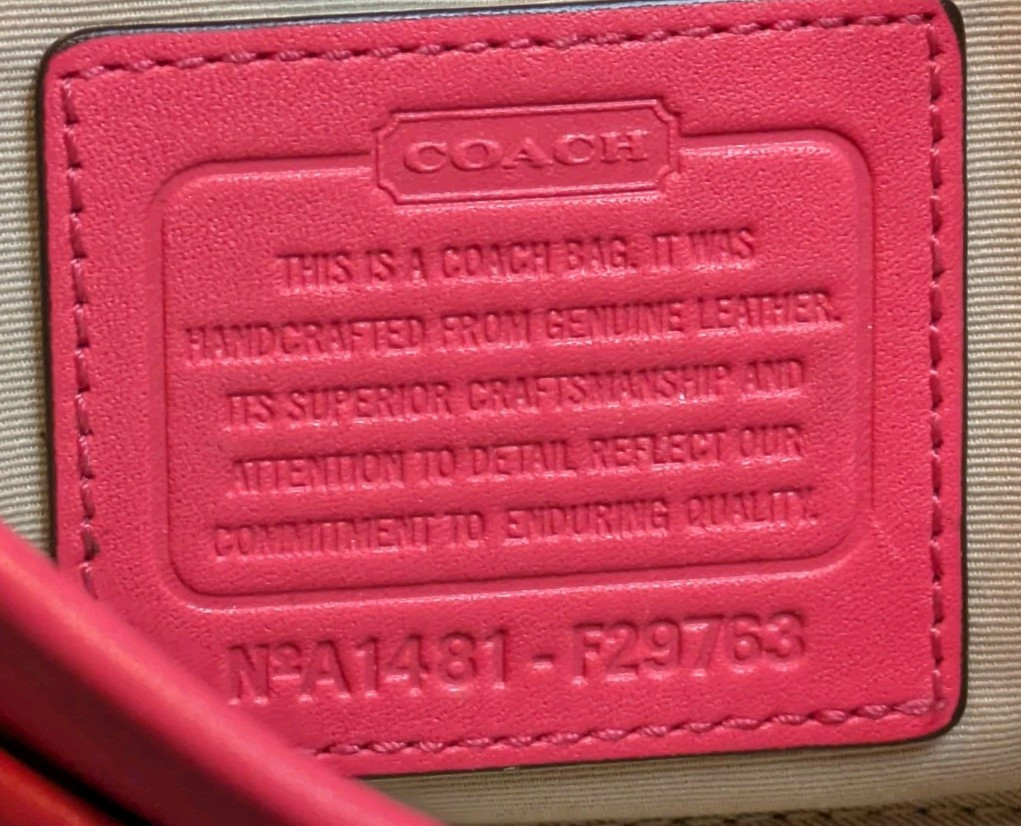 COACH
THIS IS A COACH BAG. IT WAS
HANDCRAFTED FROM GENUINE LEATHER.
ITS SUPERIOR CRAFTSMANSHIP AND
ATTENTION TO DETAIL REFLECT OUR
COMMITMENT TO ENDURING QUALITY.
NºA1481 - F29763